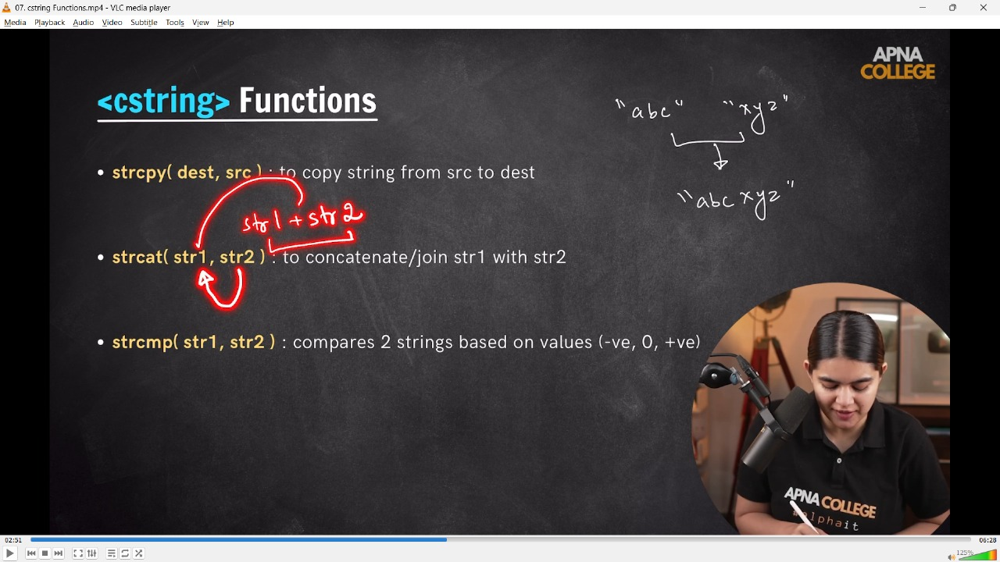 07. cstring Functions.mp4 - VLC media player
Media Playback Audio Video Subtitle Tools View Help
APNA
COLLEGE
<cstring> Functions
"abc" "xyz"
• strcpy( dest, src ) : to copy string from src to dest
"abcxyz"
str1 + str2
• strcat( str1, str2 ) : to concatenate/join str1 with str2
• strcmp( str1, str2 ) : compares 2 strings based on values (-ve, 0, +ve)
APNA COLLEGE
#alphait
02:51 06:28
125%